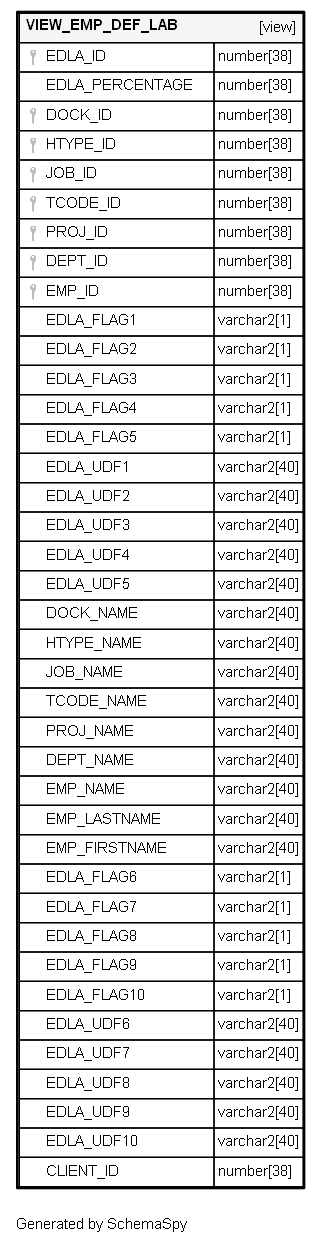 VIEW_EMP_DEF_LAB [view]
EDLA_ID number[38]
EDLA_PERCENTAGE number[38]
DOCK_ID number[38]
HTYPE_ID number[38]
JOB_ID number[38]
TCODE_ID number[38]
PROJ_ID number[38]
DEPT_ID number[38]
EMP_ID number[38]
EDLA_FLAG1 varchar2[1]
EDLA_FLAG2 varchar2[1]
EDLA_FLAG3 varchar2[1]
EDLA_FLAG4 varchar2[1]
EDLA_FLAG5 varchar2[1]
EDLA_UDF1 varchar2[40]
EDLA_UDF2 varchar2[40]
EDLA_UDF3 varchar2[40]
EDLA_UDF4 varchar2[40]
EDLA_UDF5 varchar2[40]
DOCK_NAME varchar2[40]
HTYPE_NAME varchar2[40]
JOB_NAME varchar2[40]
TCODE_NAME varchar2[40]
PROJ_NAME varchar2[40]
DEPT_NAME varchar2[40]
EMP_NAME varchar2[40]
EMP_LASTNAME varchar2[40]
EMP_FIRSTNAME varchar2[40]
EDLA_FLAG6 varchar2[1]
EDLA_FLAG7 varchar2[1]
EDLA_FLAG8 varchar2[1]
EDLA_FLAG9 varchar2[1]
EDLA_FLAG10 varchar2[1]
EDLA_UDF6 varchar2[40]
EDLA_UDF7 varchar2[40]
EDLA_UDF8 varchar2[40]
EDLA_UDF9 varchar2[40]
EDLA_UDF10 varchar2[40]
CLIENT_ID number[38]
Generated by SchemaSpy